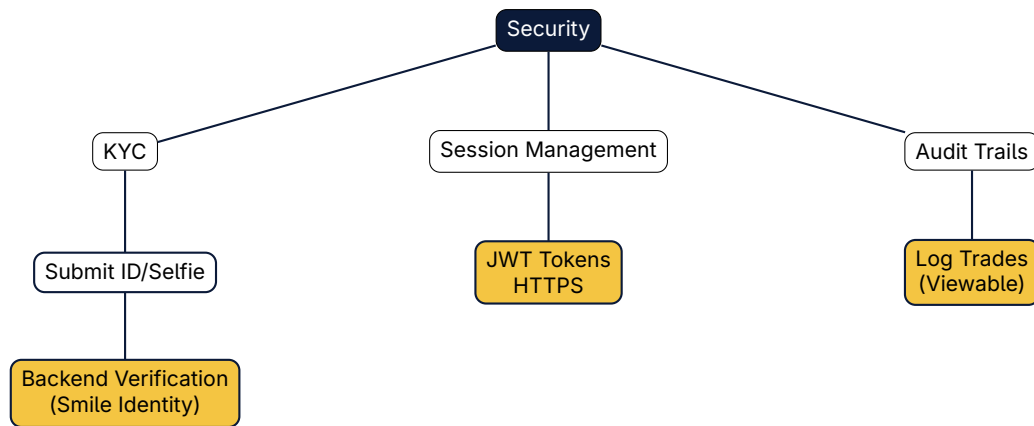 Security
KYC
Session Management
Audit Trails
Submit ID/Selfie
JWT Tokens
HTTPS
Log Trades
(Viewable)
Backend Verification
(Smile Identity)